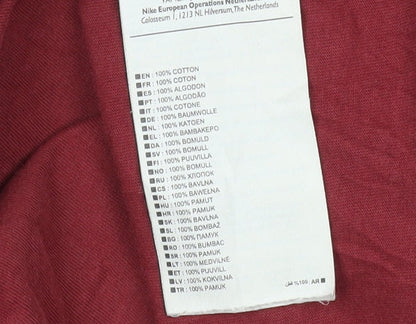 Nike European Operations Netherlands
Colosseum 1, 1213 NL Hilversum, The Netherlands
EN : 100% COTTON
FR : 100% COTON
ES : 100% ALGODON
PT : 100% ALGODÃO
IT : 100% COTONE
DE : 100% BAUMWOLLE
NL : 100% KATOEN
EL : 100% ΒΑΜΒΑΚΕΡΟ
DA : 100% BOMULD
SV : 100% BOMULL
FI : 100% PUUVILLA
NO : 100% BOMULL
RU : 100% ХЛОПОК
CS : 100% BAVLNA
PL : 100% BAWEŁNA
HU : 100% PAMUT
HR : 100% PAMUK
SK : 100% BAVLNA
SL : 100% BOMBAŽ
BG : 100% ПАМУК
RO : 100% BUMBAC
SR : 100% PAMUK
LT : 100% MEDVILNĖ
ET : 100% PUUVILL
LV : 100% KOKVILNA
TR : 100% PAMUK
AR : 100% قطن